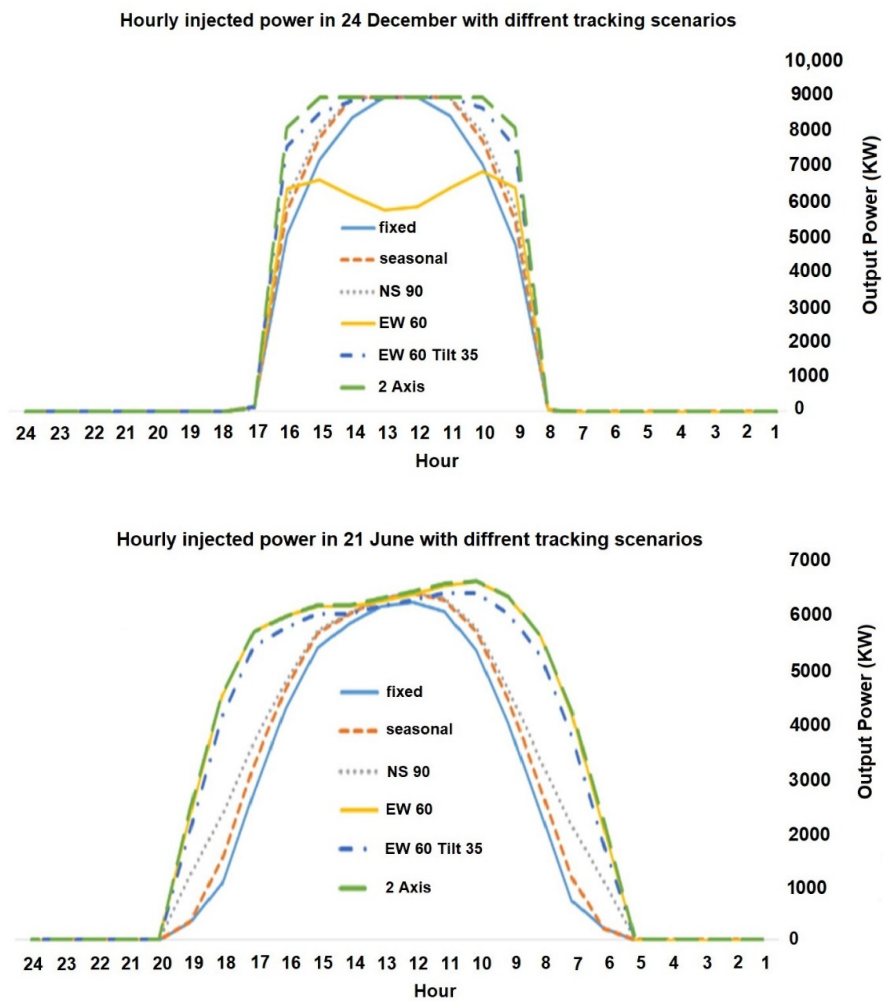 Hourly injected power in 24 December with diffrent tracking scenarios
10,000
9000
8000
7000
6000
5000
4000
3000
2000
1000
0
Output Power (KW)
fixed
seasonal
NS 90
EW 60
EW 60 Tilt 35
2 Axis
24 23 22 21 20 19 18 17 16 15 14 13 12 11 10 9 8 7 6 5 4 3 2 1
Hour
Hourly injected power in 21 June with diffrent tracking scenarios
7000
6000
5000
4000
3000
2000
1000
0
Output Power (KW)
fixed
seasonal
NS 90
EW 60
EW 60 Tilt 35
2 Axis
24 23 22 21 20 19 18 17 16 15 14 13 12 11 10 9 8 7 6 5 4 3 2 1
Hour